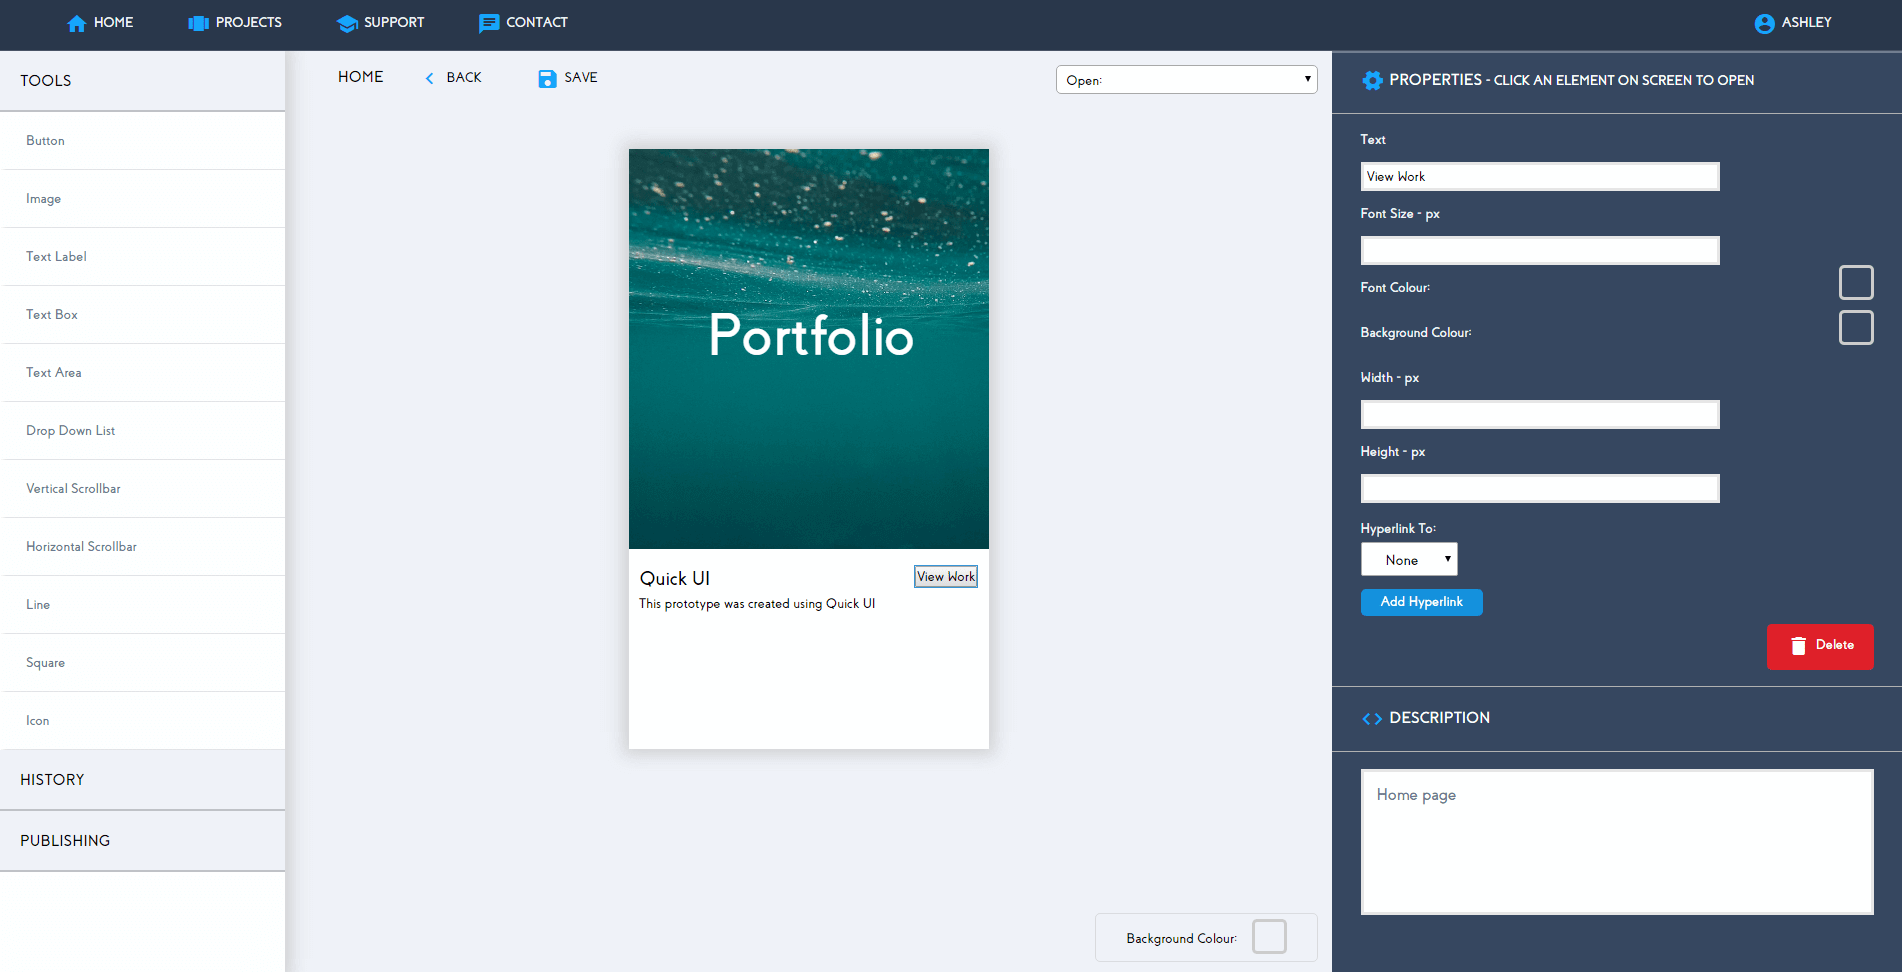 HOME PROJECTS SUPPORT CONTACT ASHLEY
TOOLS
Button
Image
Text Label
Text Box
Text Area
Drop Down List
Vertical Scrollbar
Horizontal Scrollbar
Line
Square
Icon
HISTORY
PUBLISHING
HOME BACK SAVE Open:
Portfolio
Quick UI View Work
This prototype was created using Quick UI
Background Colour:
PROPERTIES - CLICK AN ELEMENT ON SCREEN TO OPEN
Text
View Work
Font Size - px
Font Colour:
Background Colour:
Width - px
Height - px
Hyperlink To:
None
Add Hyperlink
Delete
DESCRIPTION
Home page